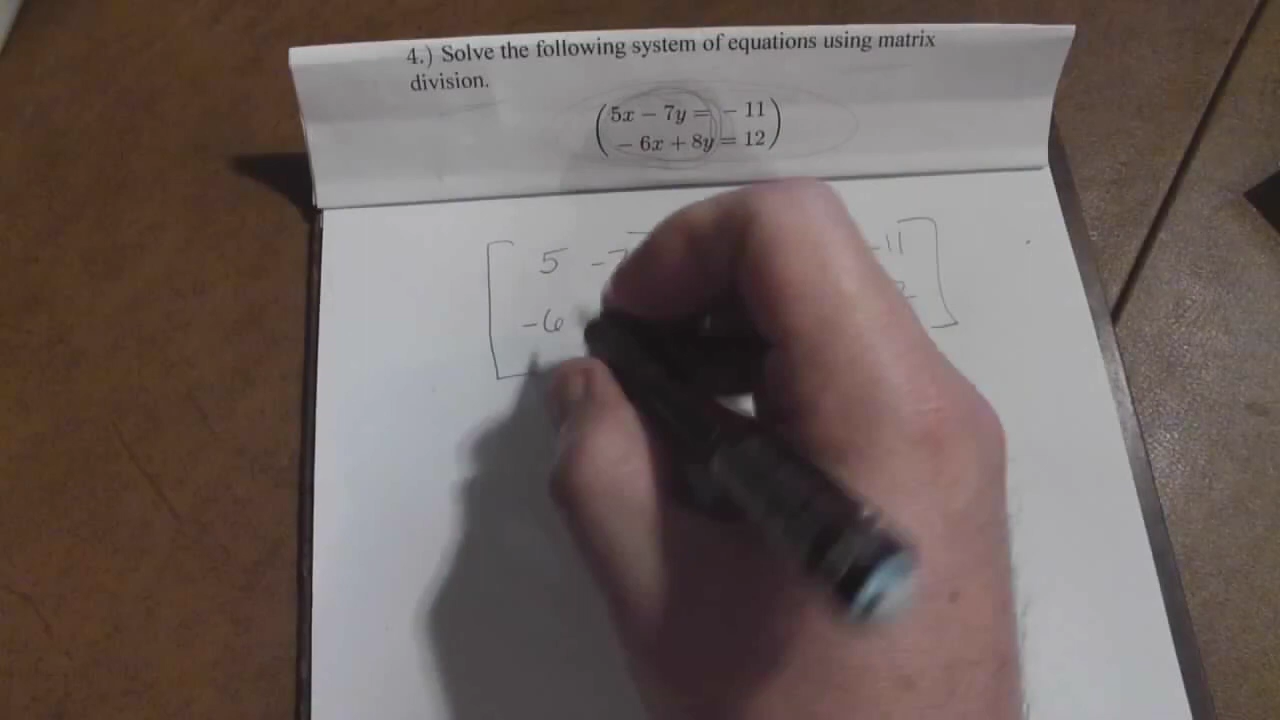 4.) Solve the following system of equations using matrix
division.
5x − 7y = − 11
− 6x + 8y = 12
5 -7 -11
-6